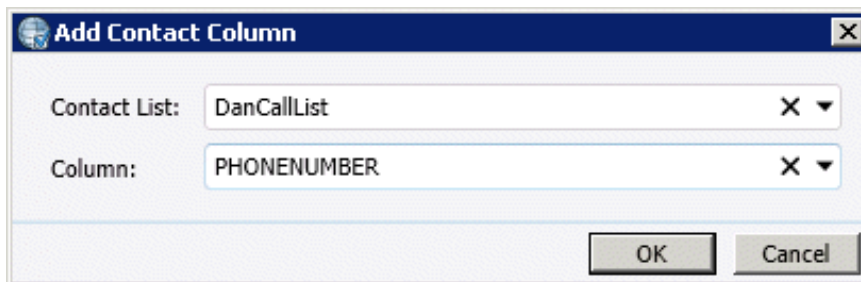 Add Contact Column
Contact List: DanCallList
Column: PHONENUMBER
OK Cancel